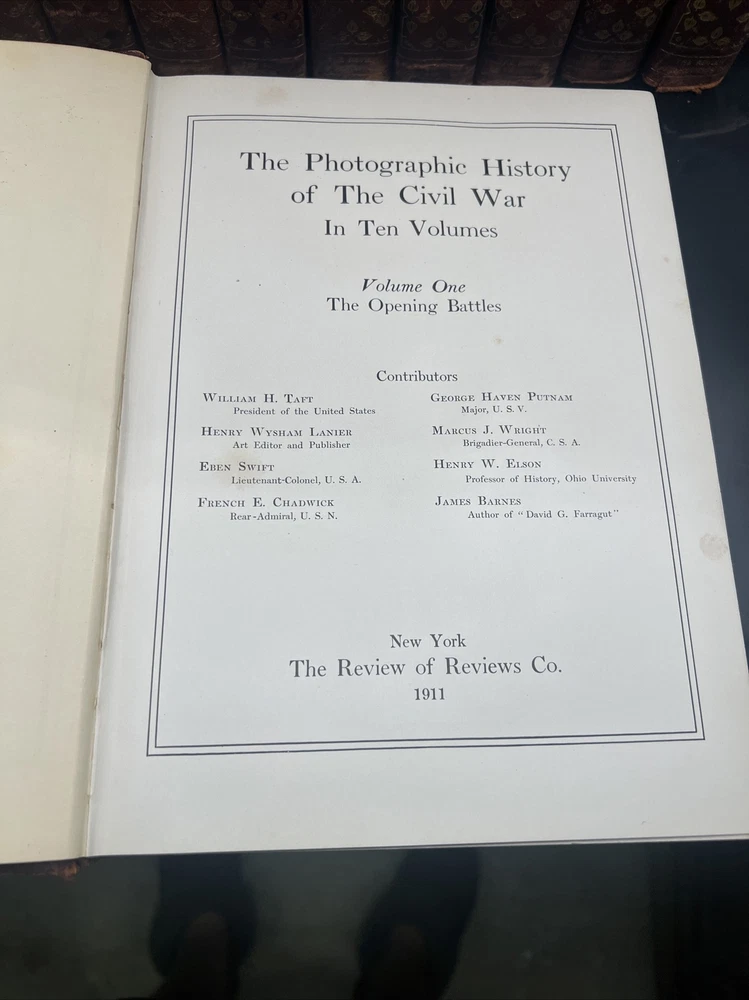 The Photographic History
of The Civil War
In Ten Volumes
Volume One
The Opening Battles
Contributors
William H. Taft
President of the United States
Henry Wysham Lanier
Art Editor and Publisher
Eben Swift
Lieutenant-Colonel, U. S. A.
French E. Chadwick
Rear-Admiral, U. S. N.
George Haven Putnam
Major, U. S. V.
Marcus J. Wright
Brigadier-General, C. S. A.
Henry W. Elson
Professor of History, Ohio University
James Barnes
Author of "David G. Farragut"
New York
The Review of Reviews Co.
1911